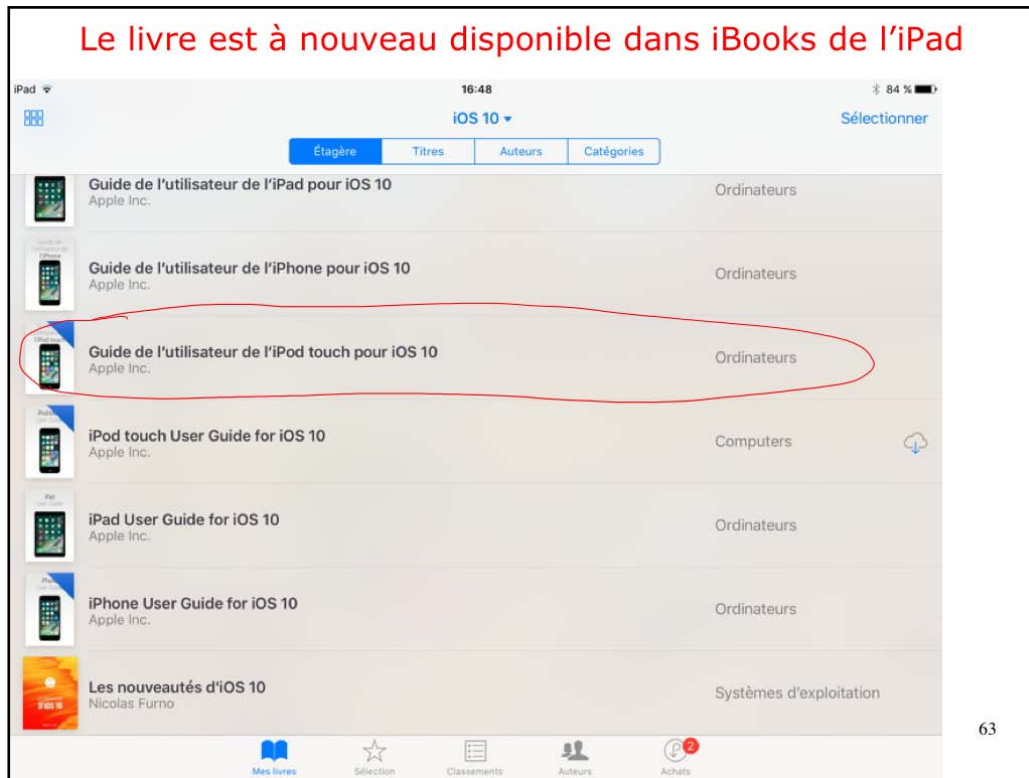 Le livre est à nouveau disponible dans iBooks de l'iPad
iPad 16:48 84 %
iOS 10 Sélectionner
Étagère Titres Auteurs Catégories
Guide de l'utilisateur de l'iPad pour iOS 10
Apple Inc.
Ordinateurs
Guide de l'utilisateur de l'iPhone pour iOS 10
Apple Inc.
Ordinateurs
Guide de l'utilisateur de l'iPod touch pour iOS 10
Apple Inc.
Ordinateurs
iPod touch User Guide for iOS 10
Apple Inc.
Computers
iPad User Guide for iOS 10
Apple Inc.
Ordinateurs
iPhone User Guide for iOS 10
Apple Inc.
Ordinateurs
Les nouveautés d'iOS 10
Nicolas Furno
Systèmes d'exploitation
63
2
Mes livres Sélection Classements Auteurs Achats